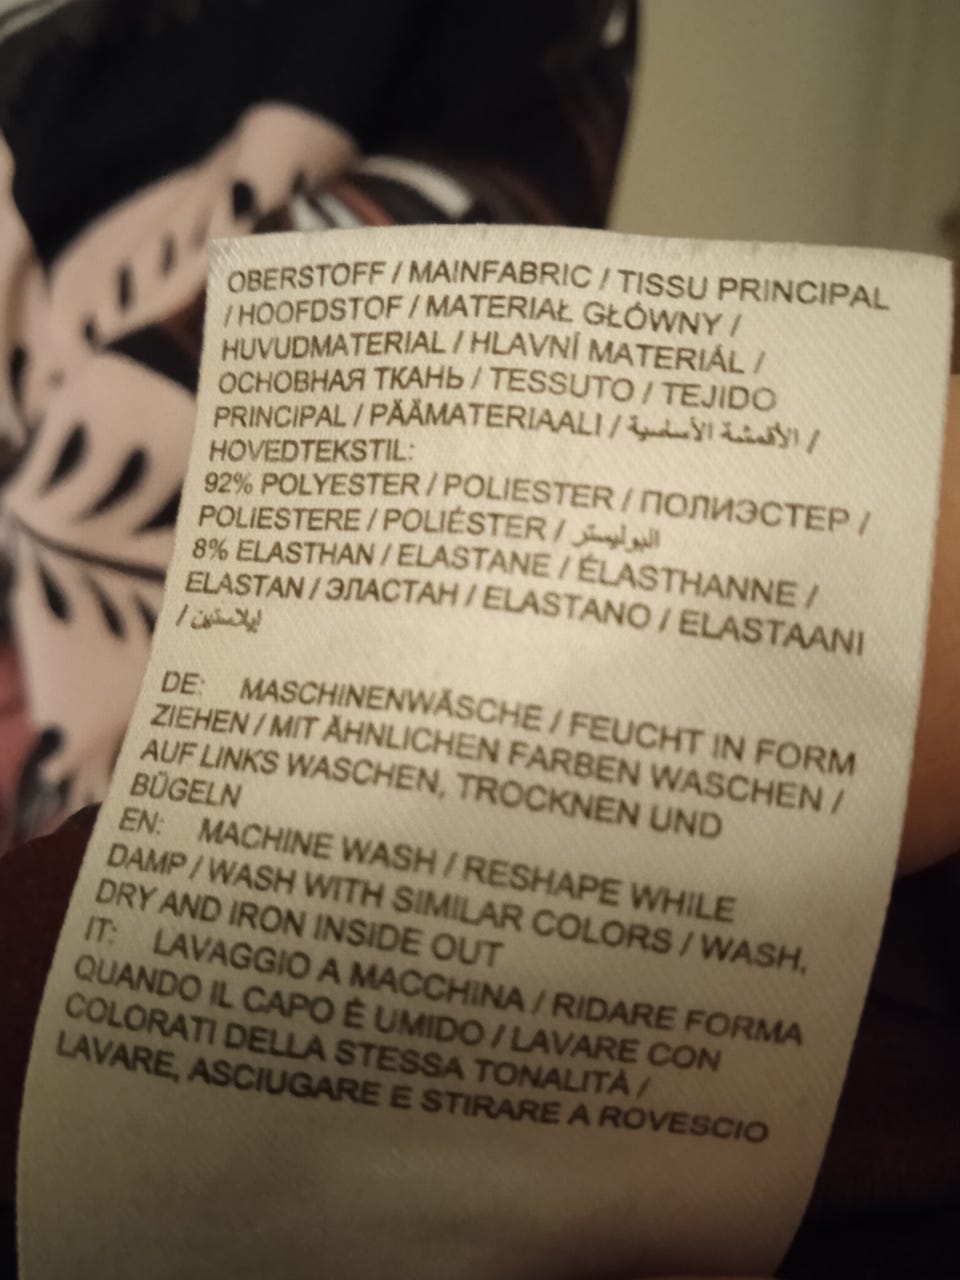 OBERSTOFF / MAINFABRIC / TISSU PRINCIPAL
/ HOOFDSTOF / MATERIAŁ GŁÓWNY /
HUVUDMATERIAL / HLAVNÍ MATERIÁL /
ОСНОВНАЯ ТКАНЬ / TESSUTO / TEJIDO
PRINCIPAL / PÄÄMATERIAALI / الأقمشة الأساسية /
HOVEDTEKSTIL:
92% POLYESTER / POLIESTER / ПОЛИЭСТЕР /
POLIESTERE / POLIÉSTER / البوليستر
8% ELASTHAN / ELASTANE / ÉLASTHANNE /
ELASTAN / ЭЛАСТАН / ELASTANO / ELASTAANI
/ إيلاستين
DE: MASCHINENWÄSCHE / FEUCHT IN FORM
ZIEHEN / MIT ÄHNLICHEN FARBEN WASCHEN /
AUF LINKS WASCHEN, TROCKNEN UND
BÜGELN
EN: MACHINE WASH / RESHAPE WHILE
DAMP / WASH WITH SIMILAR COLORS / WASH,
DRY AND IRON INSIDE OUT
IT: LAVAGGIO A MACCHINA / RIDARE FORMA
QUANDO IL CAPO È UMIDO / LAVARE CON
COLORATI DELLA STESSA TONALITÀ /
LAVARE, ASCIUGARE E STIRARE A ROVESCIO